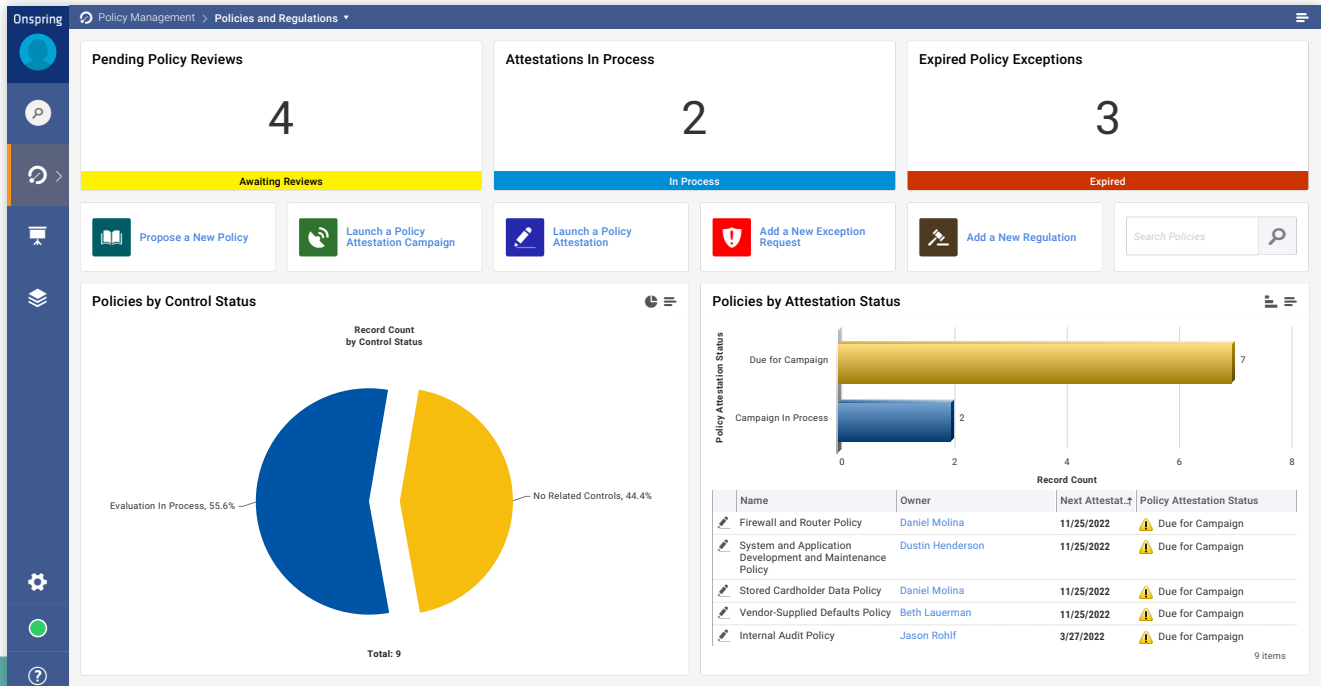 Onspring
Policy Management > Policies and Regulations
Pending Policy Reviews
4
Awaiting Reviews
Attestations In Process
2
In Process
Expired Policy Exceptions
3
Expired
Propose a New Policy
Launch a Policy
Attestation Campaign
Launch a Policy
Attestation
Add a New Exception
Request
Add a New Regulation
Search Policies
Policies by Control Status
Record Count
by Control Status
Evaluation In Process, 55.6%
No Related Controls, 44.4%
Total: 9
Policies by Attestation Status
Policy Attestation Status
Due for Campaign
7
Campaign In Process
2
0 2 4 6 8
Record Count
Name Owner Next Attestat.. Policy Attestation Status
Firewall and Router Policy Daniel Molina 11/25/2022 Due for Campaign
System and Application Dustin Henderson 11/25/2022 Due for Campaign
Development and Maintenance
Policy
Stored Cardholder Data Policy Daniel Molina 11/25/2022 Due for Campaign
Vendor-Supplied Defaults Policy Beth Lauerman 11/25/2022 Due for Campaign
Internal Audit Policy Jason Rohlf 3/27/2022 Due for Campaign
9 items